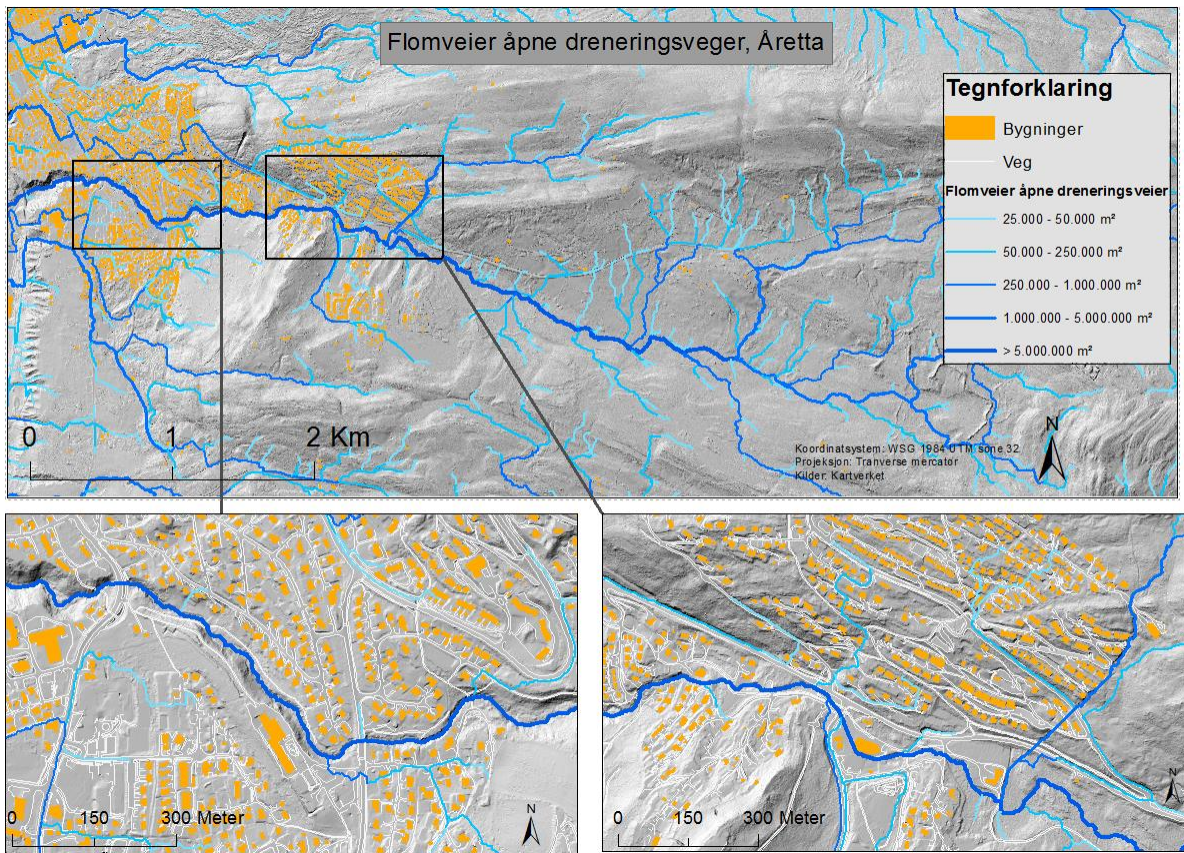 Flomveier åpne dreneringsveger, Åretta
Tegnforklaring
Bygninger
Veg
Flomveier åpne dreneringsveier
25.000 - 50.000 m²
50.000 - 250.000 m²
250.000 - 1.000.000 m²
1.000.000 - 5.000.000 m²
> 5.000.000 m²
0 1 2 Km
N
Koordinatsystem: WSG 1984 UTM sone 32
Projeksjon: Tranverse mercator
Kilder: Kartverket
0 150 300 Meter
N
0 150 300 Meter
N